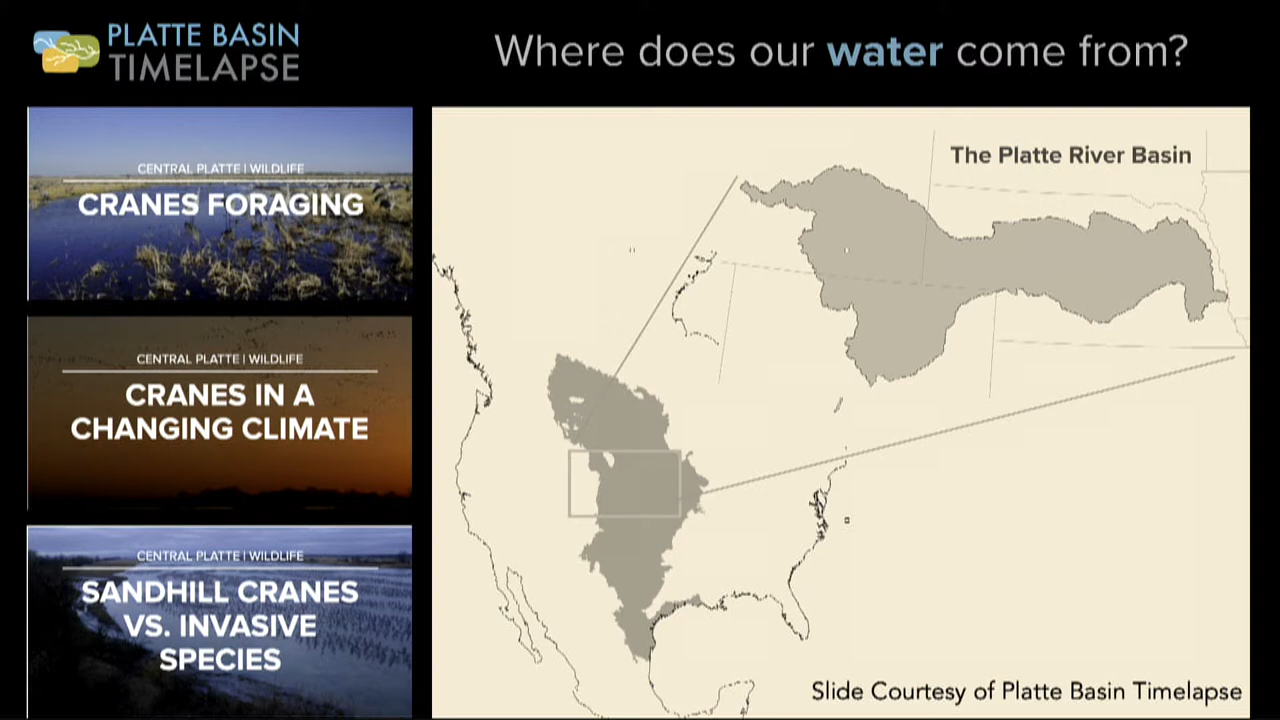 PLATTE BASIN
TIMELAPSE
Where does our water come from?
CENTRAL PLATTE | WILDLIFE
CRANES FORAGING
CENTRAL PLATTE | WILDLIFE
CRANES IN A
CHANGING CLIMATE
CENTRAL PLATTE | WILDLIFE
SANDHILL CRANES
VS. INVASIVE
SPECIES
The Platte River Basin
Slide Courtesy of Platte Basin Timelapse